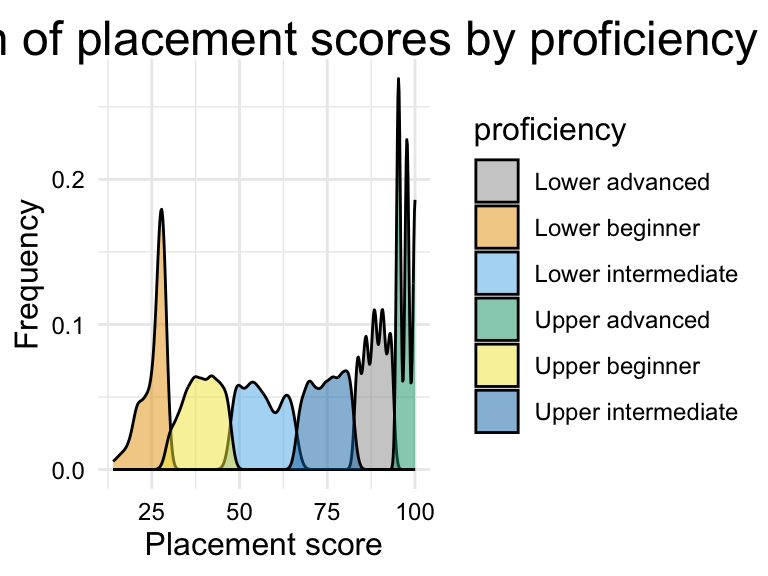 of placement scores by proficiency
0.2
0.1
0.0
Frequency
25 50 75 100
Placement score
proficiency
Lower advanced
Lower beginner
Lower intermediate
Upper advanced
Upper beginner
Upper intermediate